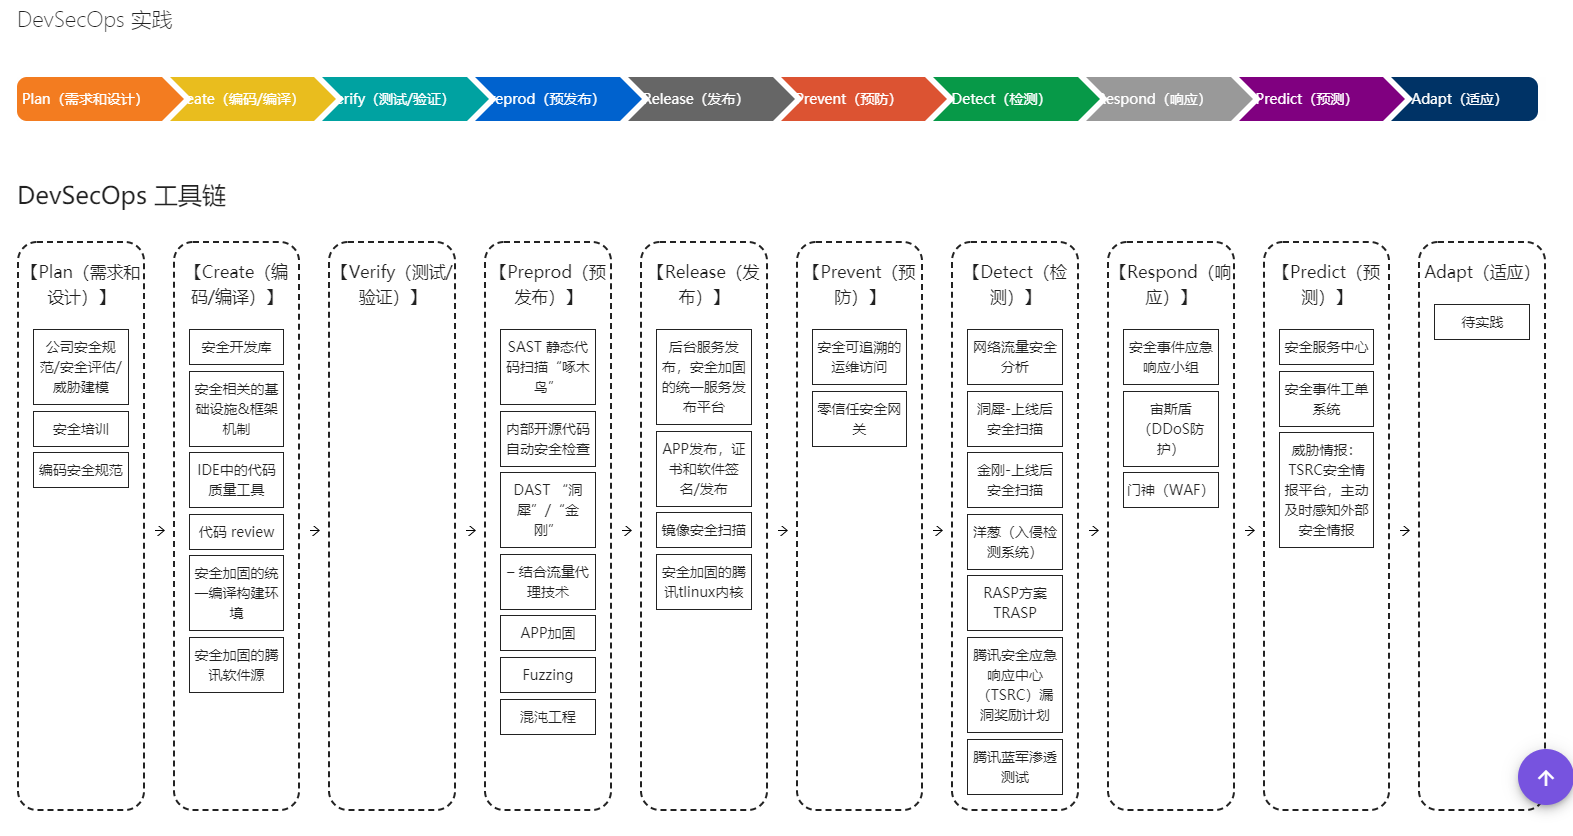 DevSecOps 实践
Plan（需求和设计）
eate（编码/编译）
erify（测试/验证）
reprod（预发布）
Release（发布）
Prevent（预防）
Detect（检测）
espond（响应）
Predict（预测）
Adapt（适应）
DevSecOps 工具链
【Plan（需求和
设计）】
公司安全规
范/安全评估/
威胁建模
安全培训
编码安全规范
【Create（编
码/编译）】
安全开发库
安全相关的基
础设施&框架
机制
IDE中的代码
质量工具
代码 review
安全加固的统
一编译构建环
境
安全加固的腾
讯软件源
【Verify（测试/
验证）】
【Preprod（预
发布）】
SAST 静态代
码扫描“啄木
鸟”
内部开源代码
自动安全检查
DAST “洞
犀”/“金
刚”
– 结合流量代
理技术
APP加固
Fuzzing
混沌工程
【Release（发
布）】
后台服务发
布，安全加固
的统一服务发
布平台
APP发布，证
书和软件签
名/发布
镜像安全扫描
安全加固的腾
讯tlinux内核
【Prevent（预
防）】
安全可追溯的
运维访问
零信任安全网
关
【Detect（检
测）】
网络流量安全
分析
洞犀-上线后
安全扫描
金刚-上线后
安全扫描
洋葱（入侵检
测系统）
RASP方案
TRASP
腾讯安全应急
响应中心
（TSRC）漏
洞奖励计划
腾讯蓝军渗透
测试
【Respond（响
应）】
安全事件应急
响应小组
宙斯盾
（DDoS防
护）
门神（WAF）
【Predict（预
测）】
安全服务中心
安全事件工单
系统
威胁情报：
TSRC安全情
报平台，主动
及时感知外部
安全情报
Adapt（适应）
待实践